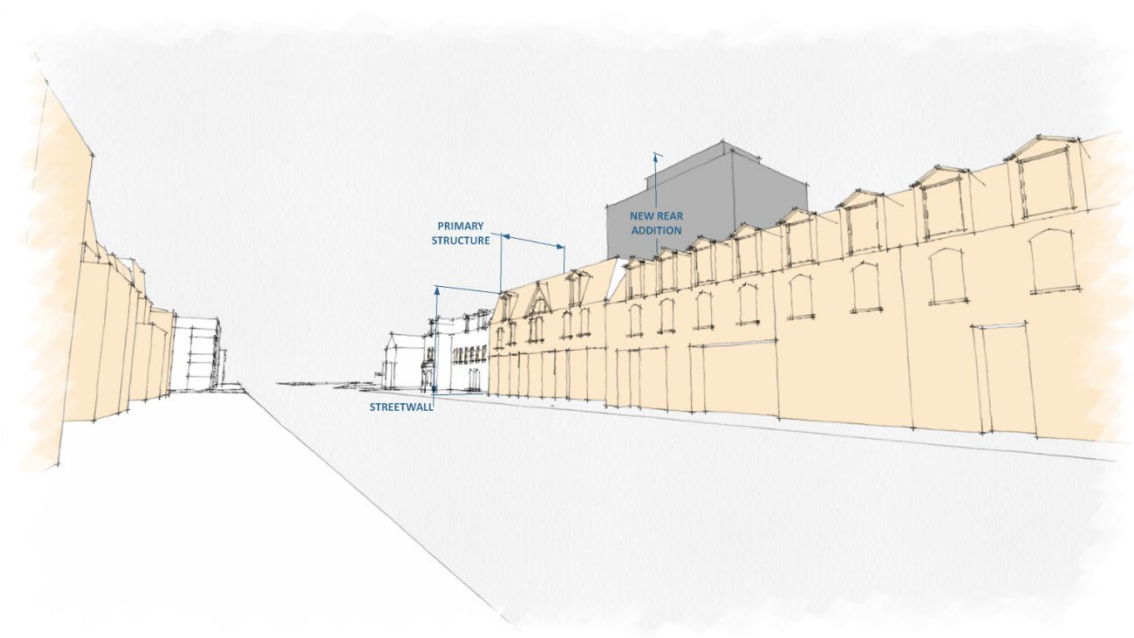 PRIMARY
STRUCTURE
NEW REAR
ADDITION
STREETWALL